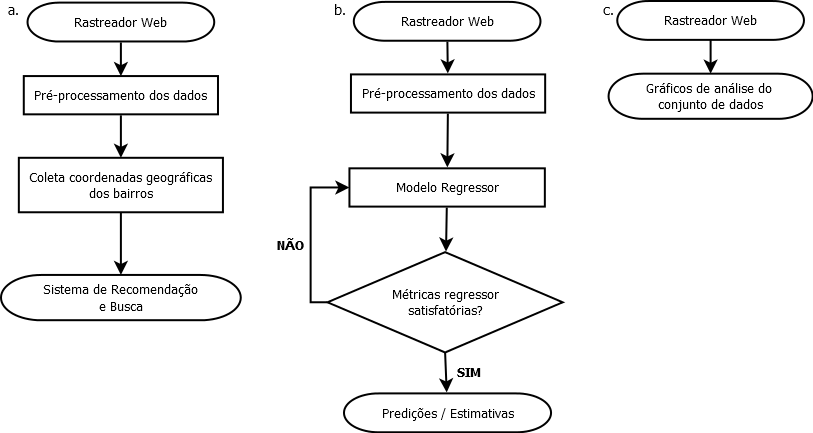 a.
Rastreador Web
Pré-processamento dos dados
Coleta coordenadas geográficas
dos bairros
Sistema de Recomendação
e Busca
b.
Rastreador Web
Pré-processamento dos dados
Modelo Regressor
NÃO
Métricas regressor
satisfatórias?
SIM
Predições / Estimativas
c.
Rastreador Web
Gráficos de análise do
conjunto de dados